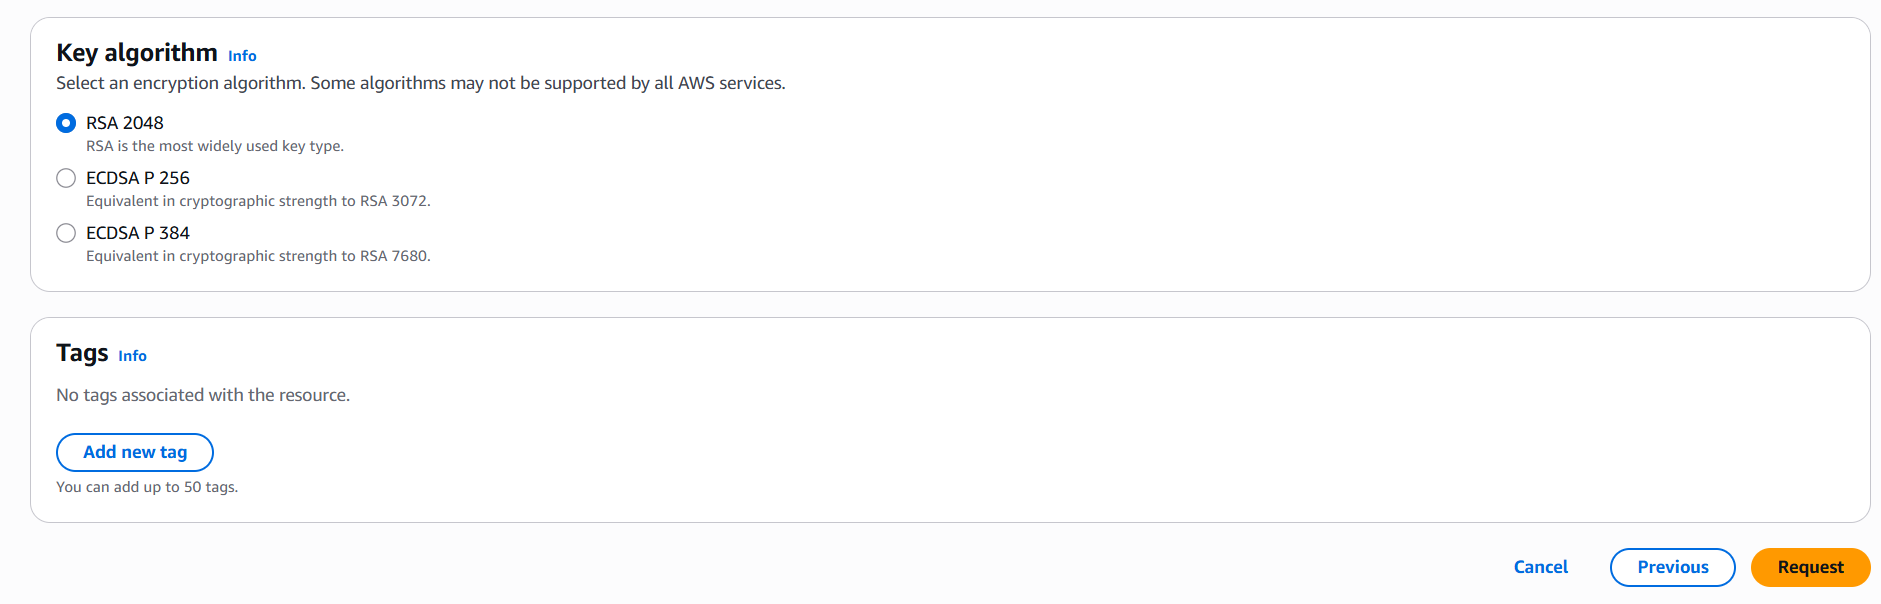 Key algorithm Info
Select an encryption algorithm. Some algorithms may not be supported by all AWS services.
RSA 2048
RSA is the most widely used key type.
ECDSA P 256
Equivalent in cryptographic strength to RSA 3072.
ECDSA P 384
Equivalent in cryptographic strength to RSA 7680.
Tags Info
No tags associated with the resource.
Add new tag
You can add up to 50 tags.
Cancel Previous Request